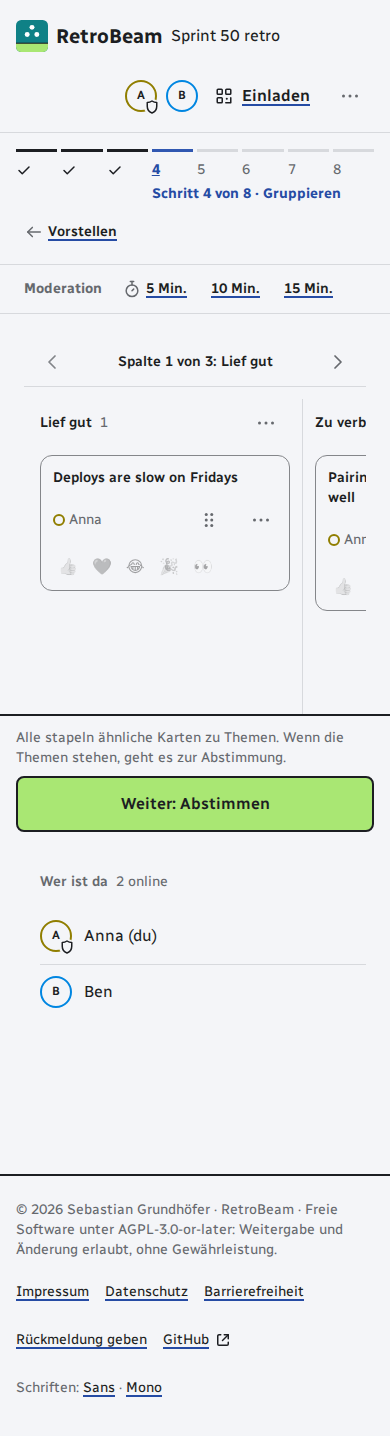 RetroBeam Sprint 50 retro
A B Einladen
4 5 6 7 8
Schritt 4 von 8 · Gruppieren
Vorstellen
Moderation 5 Min. 10 Min. 15 Min.
Spalte 1 von 3: Lief gut
Lief gut 1
Deploys are slow on Fridays
Anna
Zu verb
Pairin
well
Anr
Alle stapeln ähnliche Karten zu Themen. Wenn die
Themen stehen, geht es zur Abstimmung.
Weiter: Abstimmen
Wer ist da 2 online
A Anna (du)
B Ben
© 2026 Sebastian Grundhöfer · RetroBeam · Freie
Software unter AGPL-3.0-or-later: Weitergabe und
Änderung erlaubt, ohne Gewährleistung.
Impressum Datenschutz Barrierefreiheit
Rückmeldung geben GitHub
Schriften: Sans · Mono